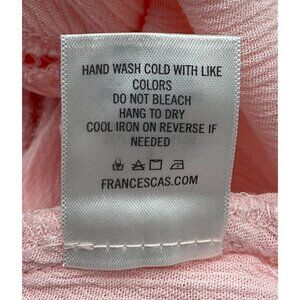 HAND WASH COLD WITH LIKE
COLORS
DO NOT BLEACH
HANG TO DRY
COOL IRON ON REVERSE IF
NEEDED
FRANCESCAS.COM